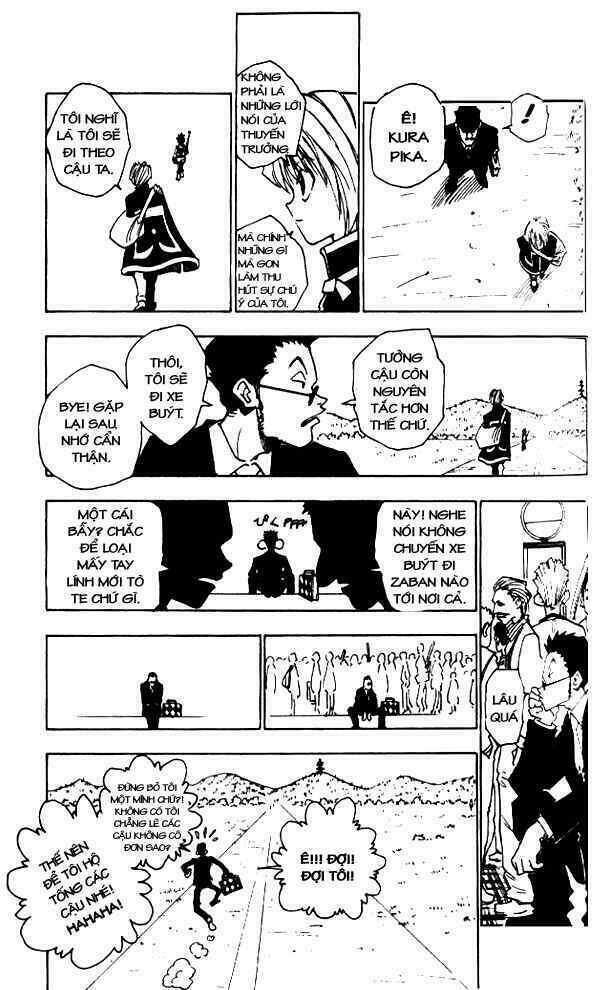 TÔI NGHĨ
LÀ TÔI SẼ
ĐI THEO
CẬU TA.
KHÔNG
PHẢI LÀ
NHỮNG LỜI
NÓI CỦA
THUYỀN
TRƯỞNG
MÀ CHÍNH
NHỮNG GÌ
MÀ GON
LÀM THU
HÚT SỰ CHÚ
Ý CỦA TÔI.
Ê!
KURA
PIKA.
!
THÔI,
TÔI SẼ
ĐI XE
BUÝT.
BYE! GẶP
LẠI SAU
NHỚ CẨN
THẬN.
TƯỞNG
CẬU CÒN
NGUYÊN
TẮC HƠN
THẾ CHỨ.
MỘT CÁI
BẪY? CHẮC
ĐỂ LOẠI
MẤY TAY
LÍNH MỚI TÒ
TE CHỨ GÌ.
NÀY! NGHE
NÓI KHÔNG
CHUYẾN XE
BUÝT ĐI
ZABAN NÀO
TỚI NƠI CẢ.
LÂU
QUÁ
ĐỪNG BỎ TÔI
MỘT MÌNH CHỨ?!
KHÔNG CÓ TÔI
CHẲNG LẼ CÁC
CẬU KHÔNG CÔ
ĐƠN SAO?
THẾ NÊN
ĐỂ TÔI HỘ
TỐNG CÁC
CẬU NHÉ!
HAHAHA!
Ê!!! ĐỢI!!
ĐỢI TÔI!!